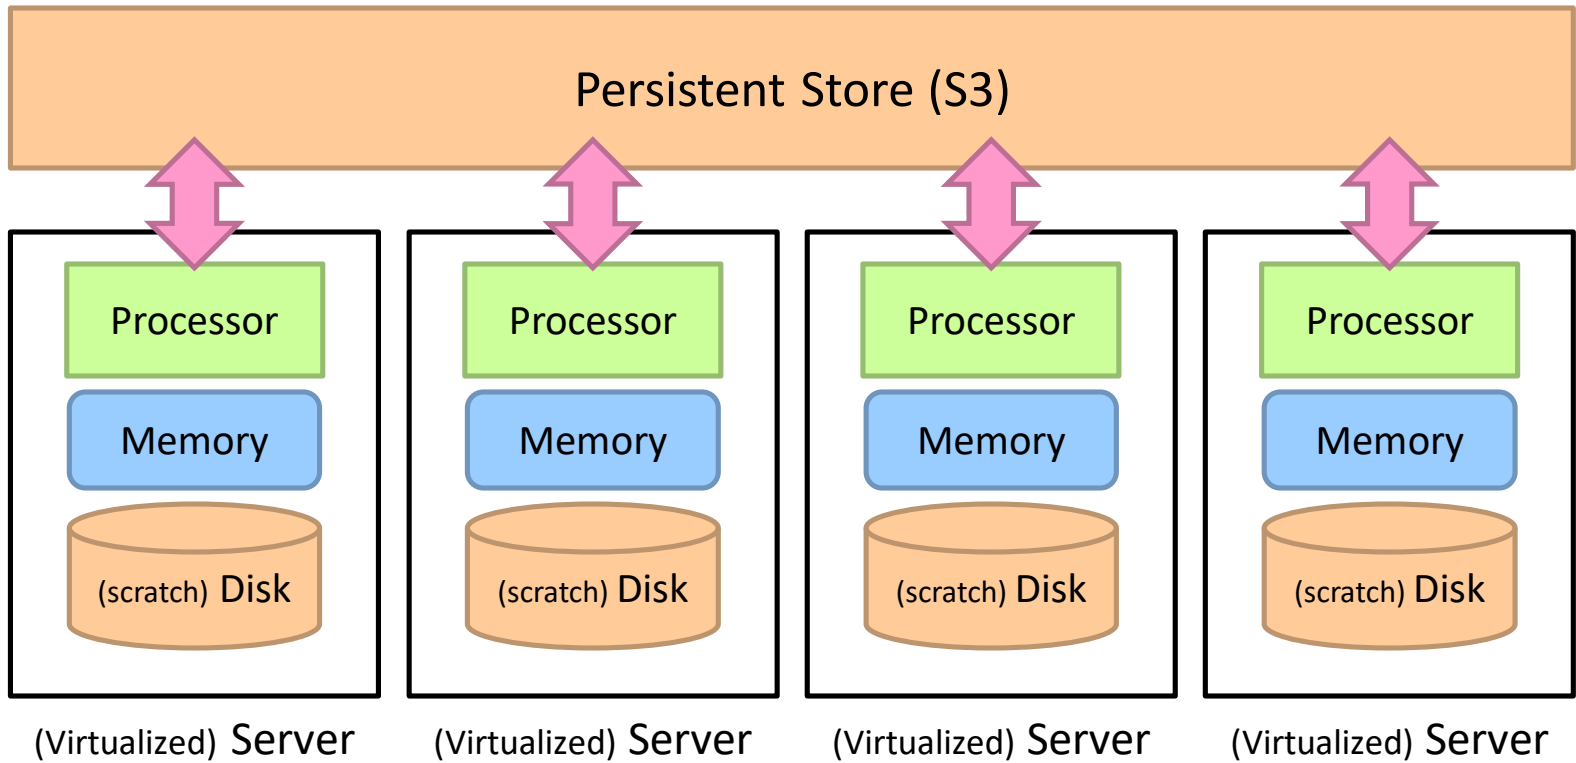 Persistent Store (S3)
Processor
Processor
Processor
Processor
Memory
Memory
Memory
Memory
(scratch) Disk
(scratch) Disk
(scratch) Disk
(scratch) Disk
(Virtualized) Server
(Virtualized) Server
(Virtualized) Server
(Virtualized) Server